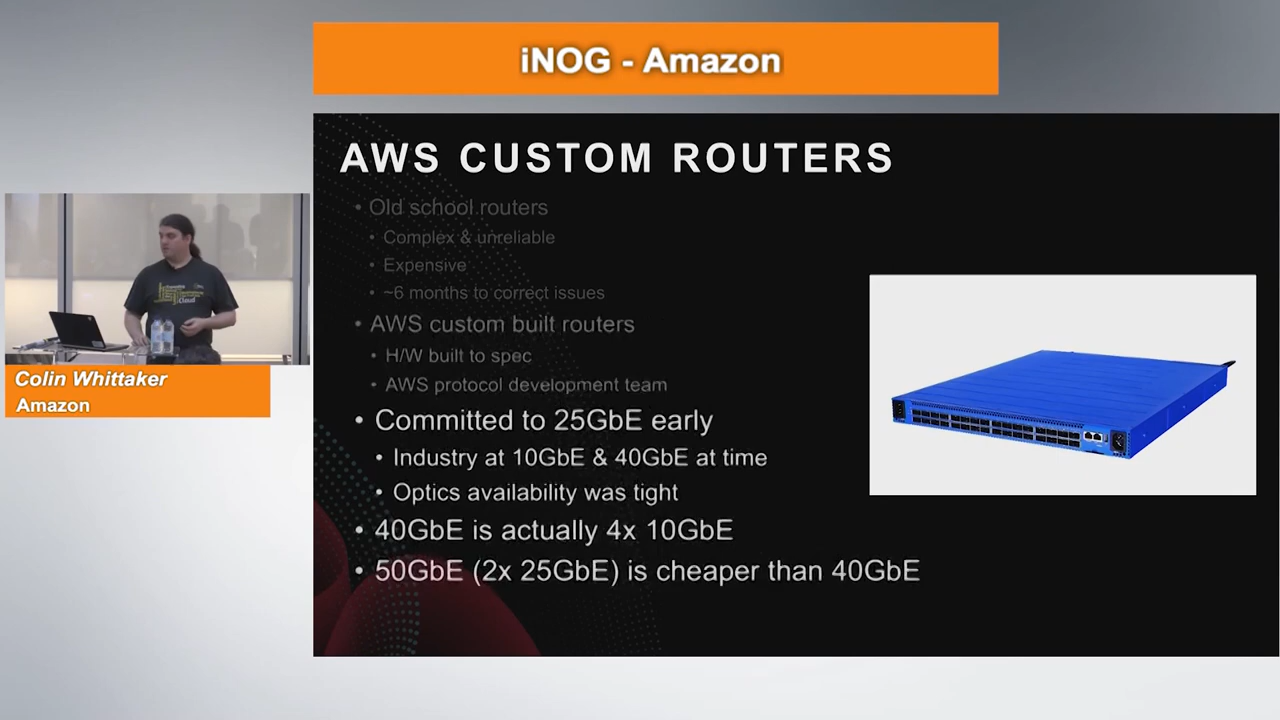 iNOG - Amazon
AWS CUSTOM ROUTERS
• Old school routers
• Complex & unreliable
• Expensive
• ~6 months to correct issues
• AWS custom built routers
• H/W built to spec
• AWS protocol development team
• Committed to 25GbE early
• Industry at 10GbE & 40GbE at time
• Optics availability was tight
• 40GbE is actually 4x 10GbE
• 50GbE (2x 25GbE) is cheaper than 40GbE
Cloud
Colin Whittaker
Amazon